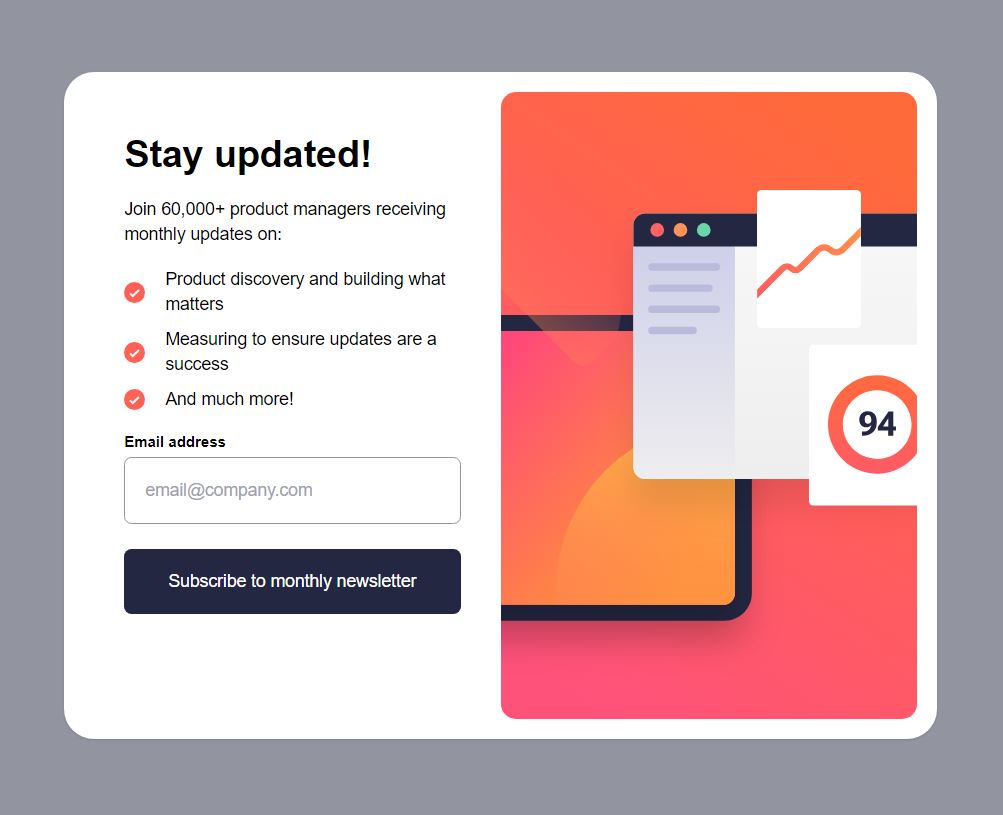 Stay updated!
Join 60,000+ product managers receiving
monthly updates on:
Product discovery and building what
matters
Measuring to ensure updates are a
success
And much more!
Email address
email@company.com
Subscribe to monthly newsletter
94